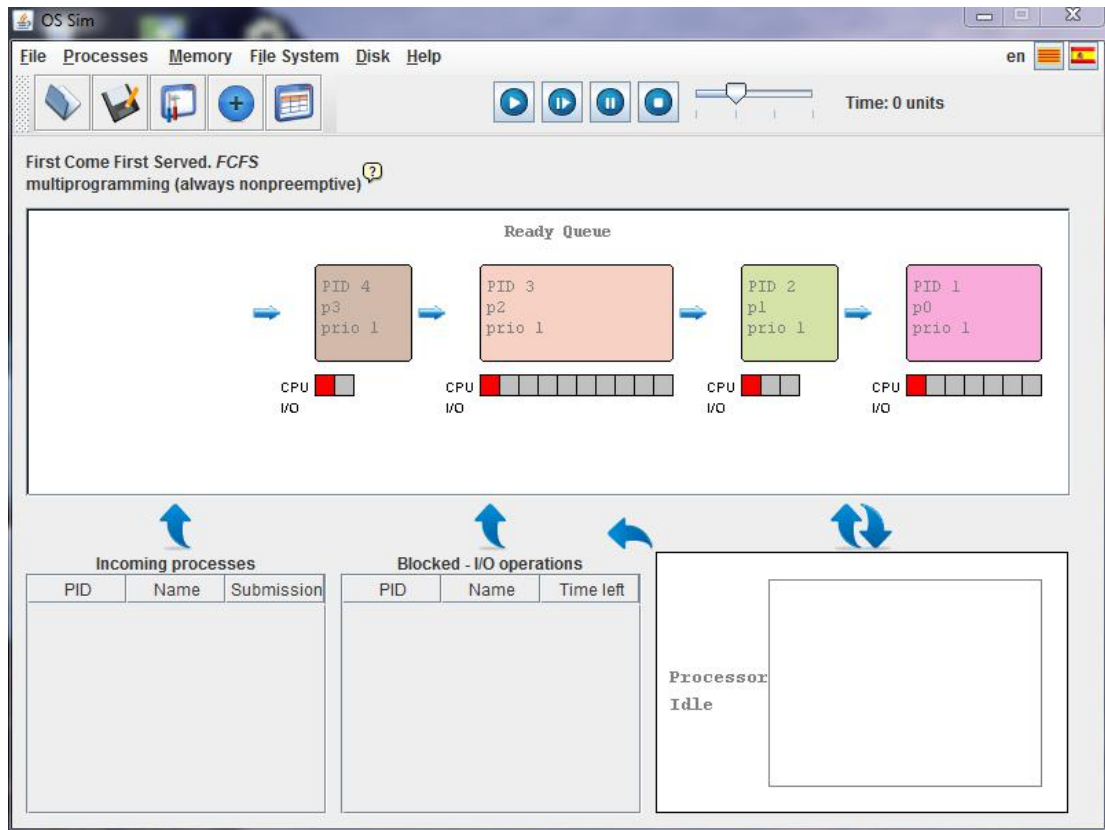 OS Sim
File Processes Memory File System Disk Help en
Time: 0 units
First Come First Served. FCFS
multiprogramming (always nonpreemptive) ?
Ready Queue
PID 4
p3
prio 1
CPU
I/O
PID 3
p2
prio 1
CPU
I/O
PID 2
p1
prio 1
CPU
I/O
PID 1
p0
prio 1
CPU
I/O
Incoming processes
PID Name Submission
Blocked - I/O operations
PID Name Time left
Processor
Idle